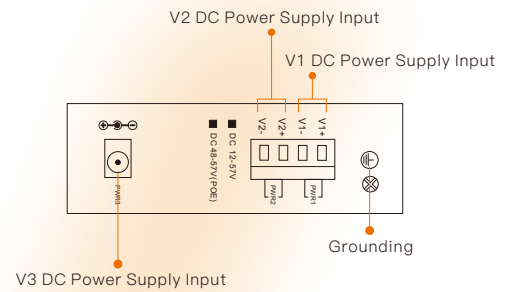 V2 DC Power Supply Input
V1 DC Power Supply Input
V2-
V2+
V1-
V1+
DC 12-57V
DC 48-57V(POE)
PWR3
PWR2
PWR1
Grounding
V3 DC Power Supply Input